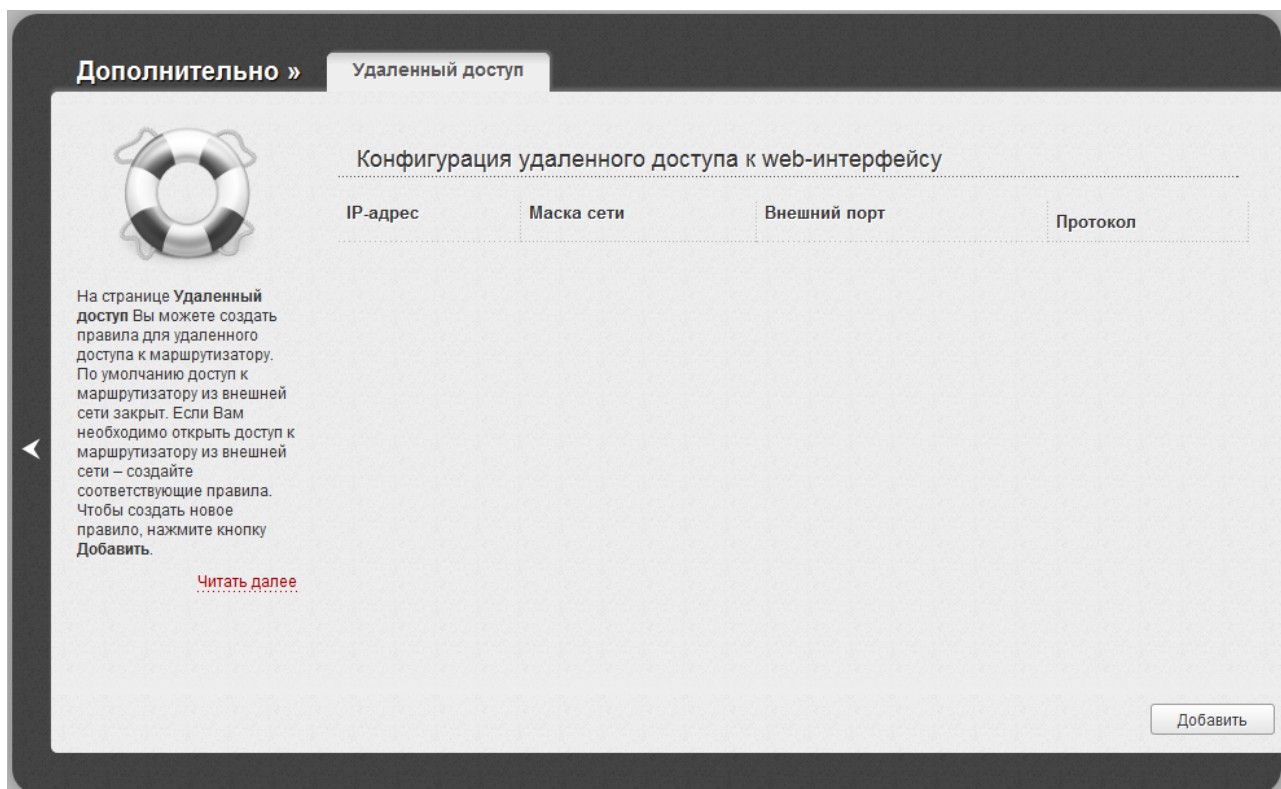 Дополнительно »
Удаленный доступ
На странице Удаленный
доступ Вы можете создать
правила для удаленного
доступа к маршрутизатору.
По умолчанию доступ к
маршрутизатору из внешней
сети закрыт. Если Вам
необходимо открыть доступ к
маршрутизатору из внешней
сети – создайте
соответствующие правила.
Чтобы создать новое
правило, нажмите кнопку
Добавить.
Читать далее
Конфигурация удаленного доступа к web-интерфейсу
IP-адрес Маска сети Внешний порт Протокол
Добавить